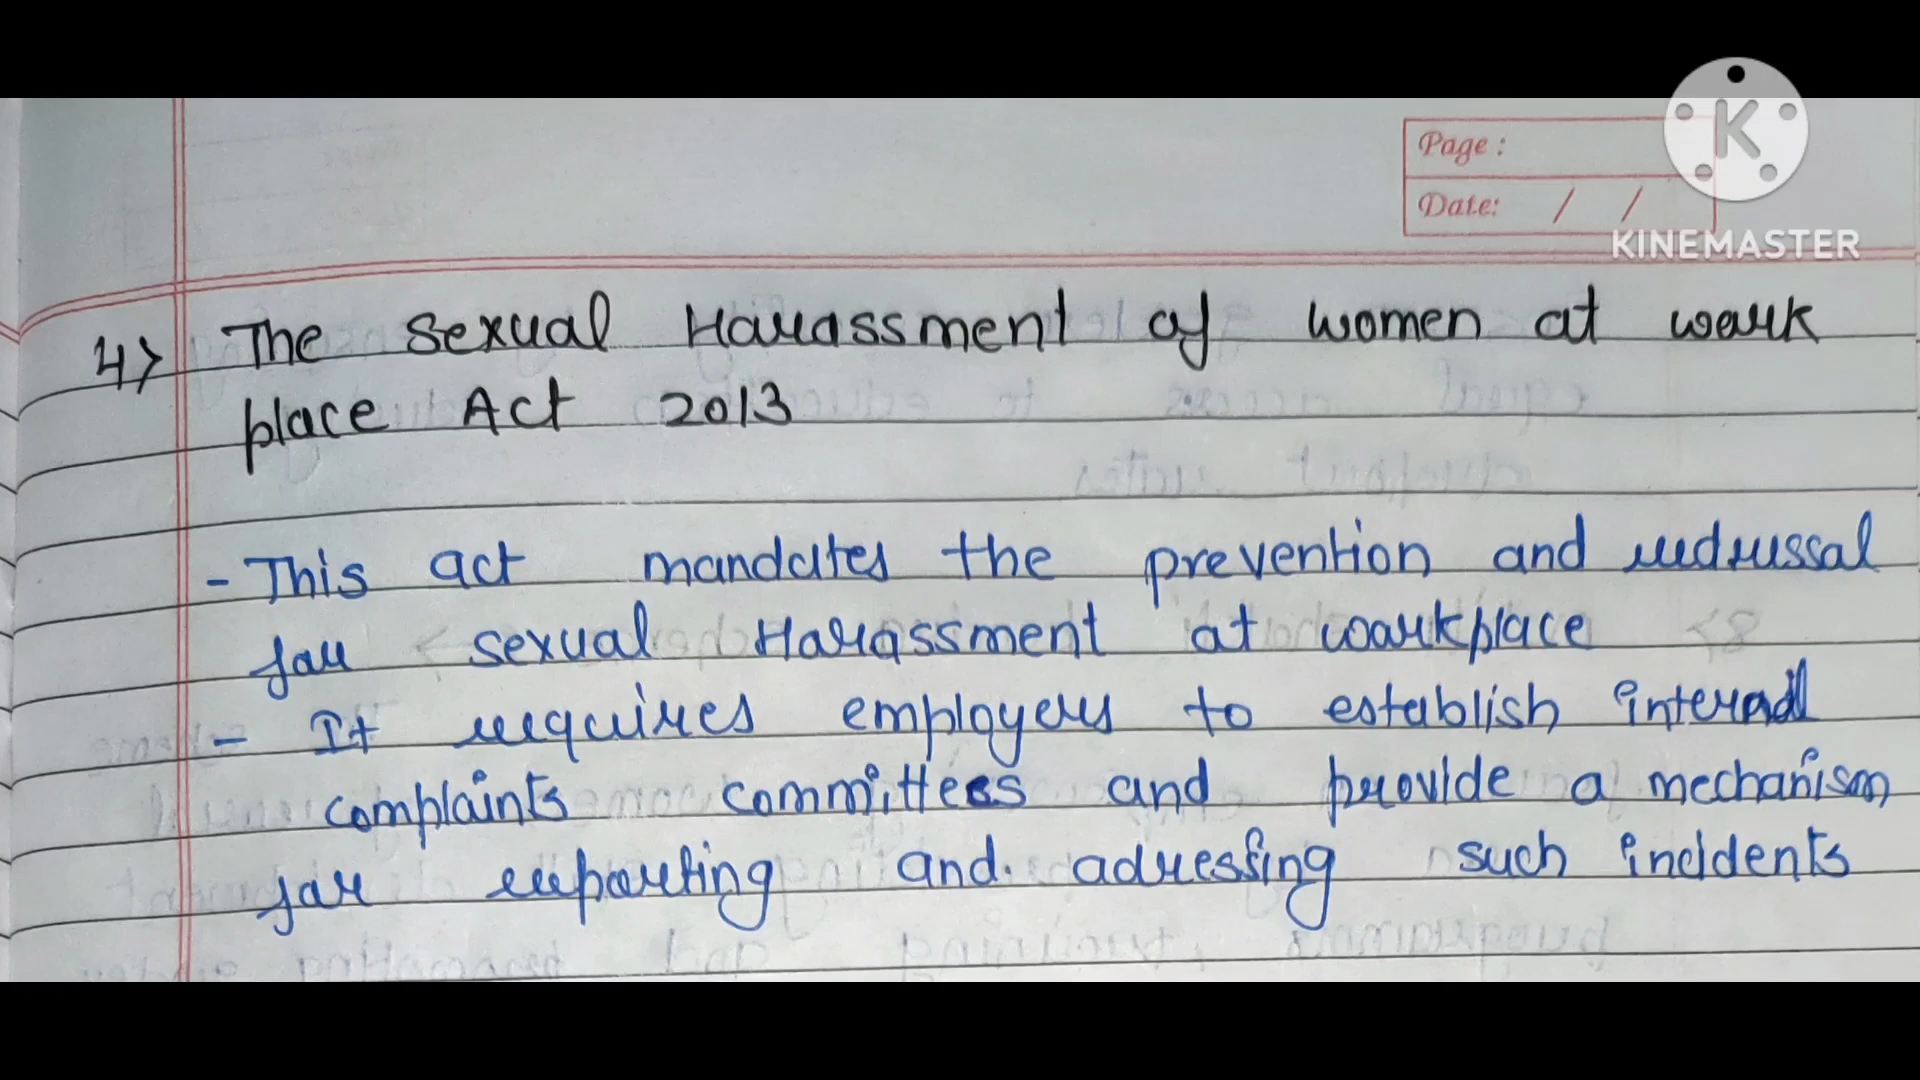 Page :
Date: / /
KINEMASTER
4> The sexual Harassment of women at work
place Act 2013
- This act mandates the prevention and redressal
for sexual Harassment at workplace
- It requires employers to establish internal
complaints committees and provide a mechanism
for reporting and. adressing such incidents